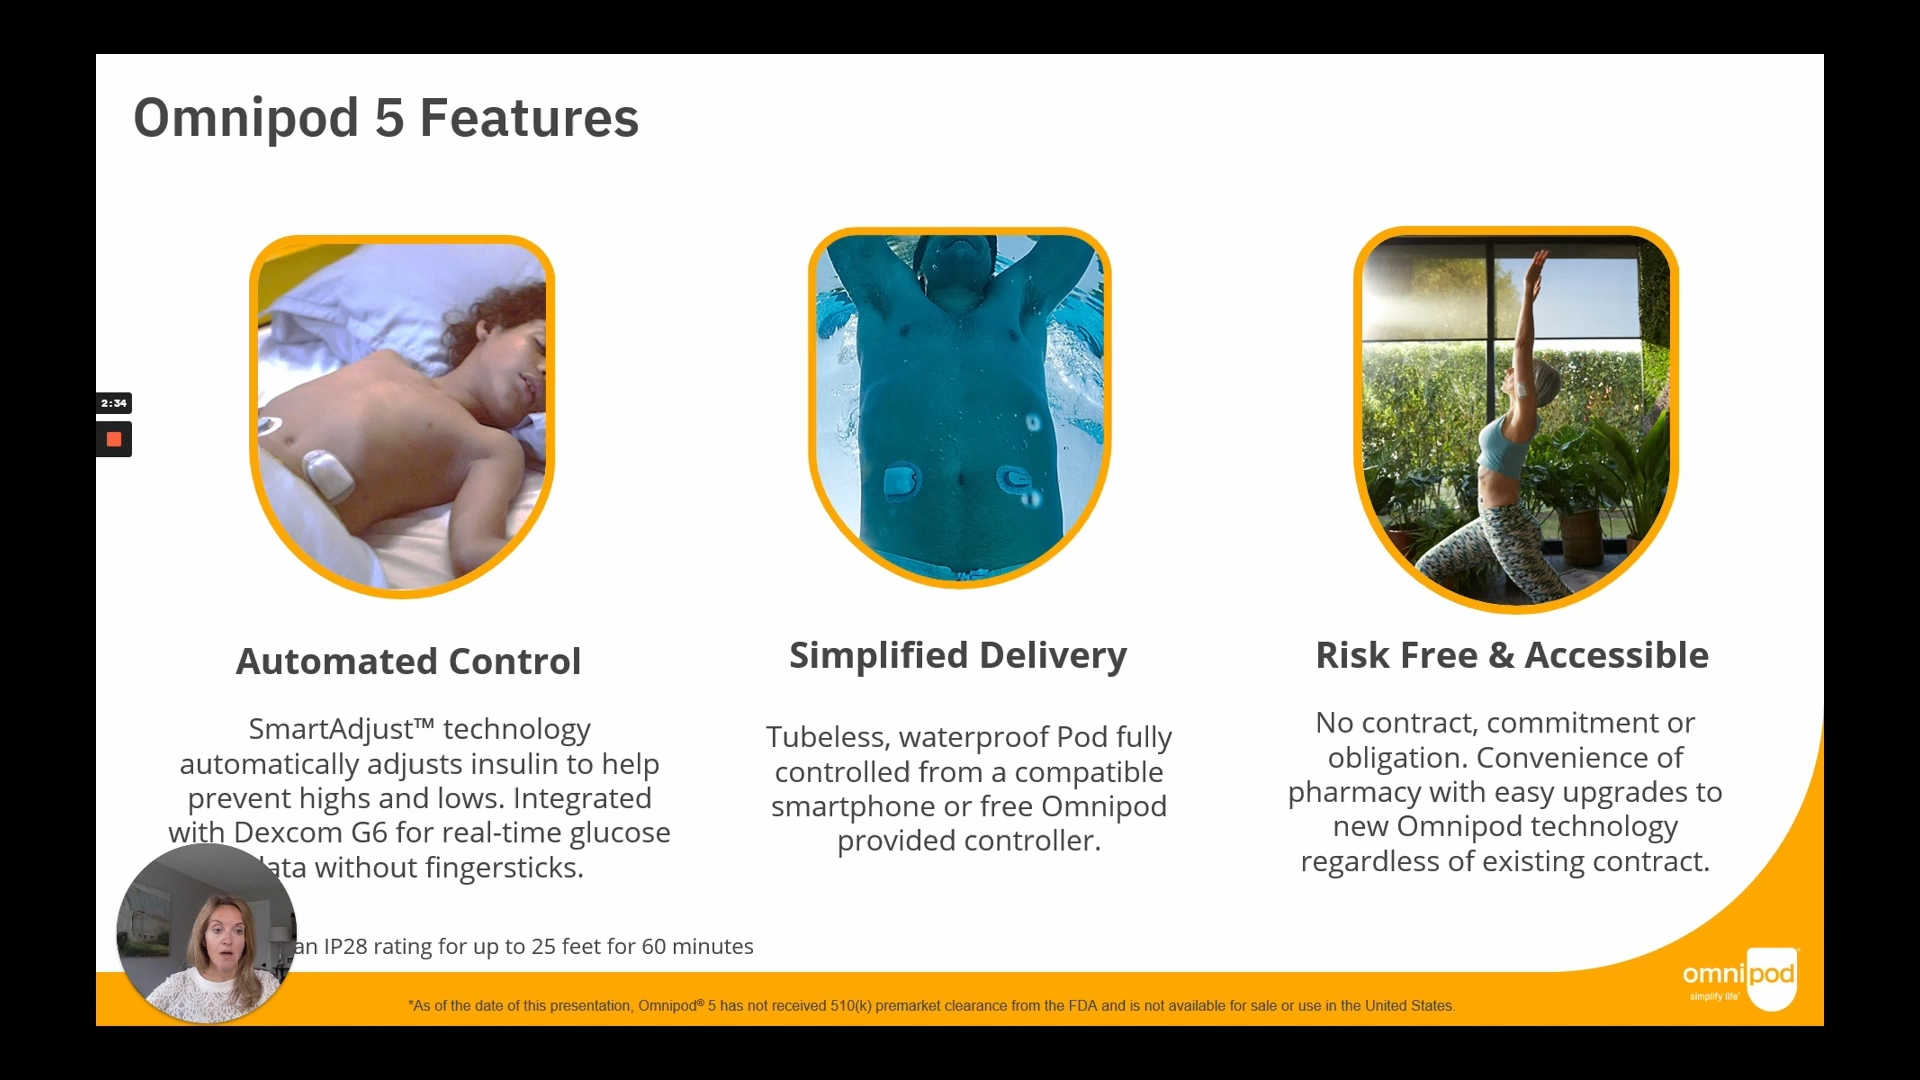 Omnipod 5 Features
2:34
Automated Control
SmartAdjust™ technology
automatically adjusts insulin to help
prevent highs and lows. Integrated
with Dexcom G6 for real-time glucose
ata without fingersticks.
Simplified Delivery
Tubeless, waterproof Pod fully
controlled from a compatible
smartphone or free Omnipod
provided controller.
Risk Free & Accessible
No contract, commitment or
obligation. Convenience of
pharmacy with easy upgrades to
new Omnipod technology
regardless of existing contract.
an IP28 rating for up to 25 feet for 60 minutes
*As of the date of this presentation, Omnipod® 5 has not received 510(k) premarket clearance from the FDA and is not available for sale or use in the United States.
omnipod
simplify life™